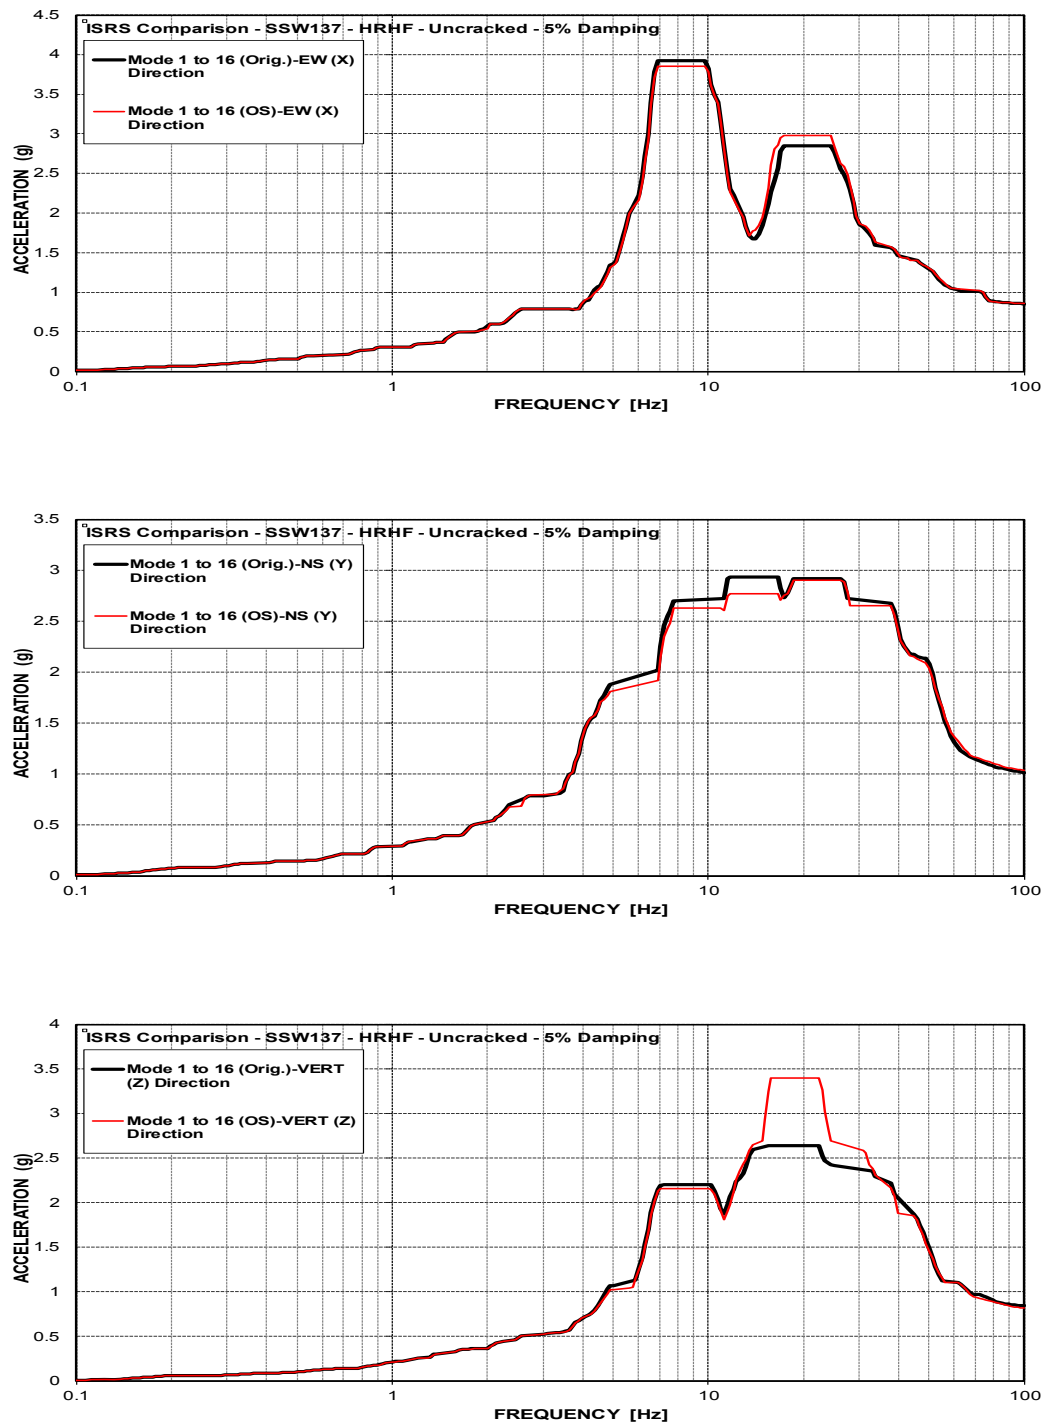 4.5
ISRS Comparison - SSW137 - HRHF - Uncracked - 5% Damping
Mode 1 to 16 (Orig.)-EW (X)
Direction
Mode 1 to 16 (OS)-EW (X)
Direction
4
3.5
3
2.5
2
1.5
1
0.5
0
ACCELERATION (g)
0.1
1
10
100
FREQUENCY [Hz]
3.5
ISRS Comparison - SSW137 - HRHF - Uncracked - 5% Damping
Mode 1 to 16 (Orig.)-NS (Y)
Direction
Mode 1 to 16 (OS)-NS (Y)
Direction
3
2.5
2
1.5
1
0.5
0
ACCELERATION (g)
0.1
1
10
100
FREQUENCY [Hz]
4
ISRS Comparison - SSW137 - HRHF - Uncracked - 5% Damping
Mode 1 to 16 (Orig.)-VERT
(Z) Direction
Mode 1 to 16 (OS)-VERT (Z)
Direction
3.5
3
2.5
2
1.5
1
0.5
0
ACCELERATION (g)
0.1
1
10
100
FREQUENCY [Hz]